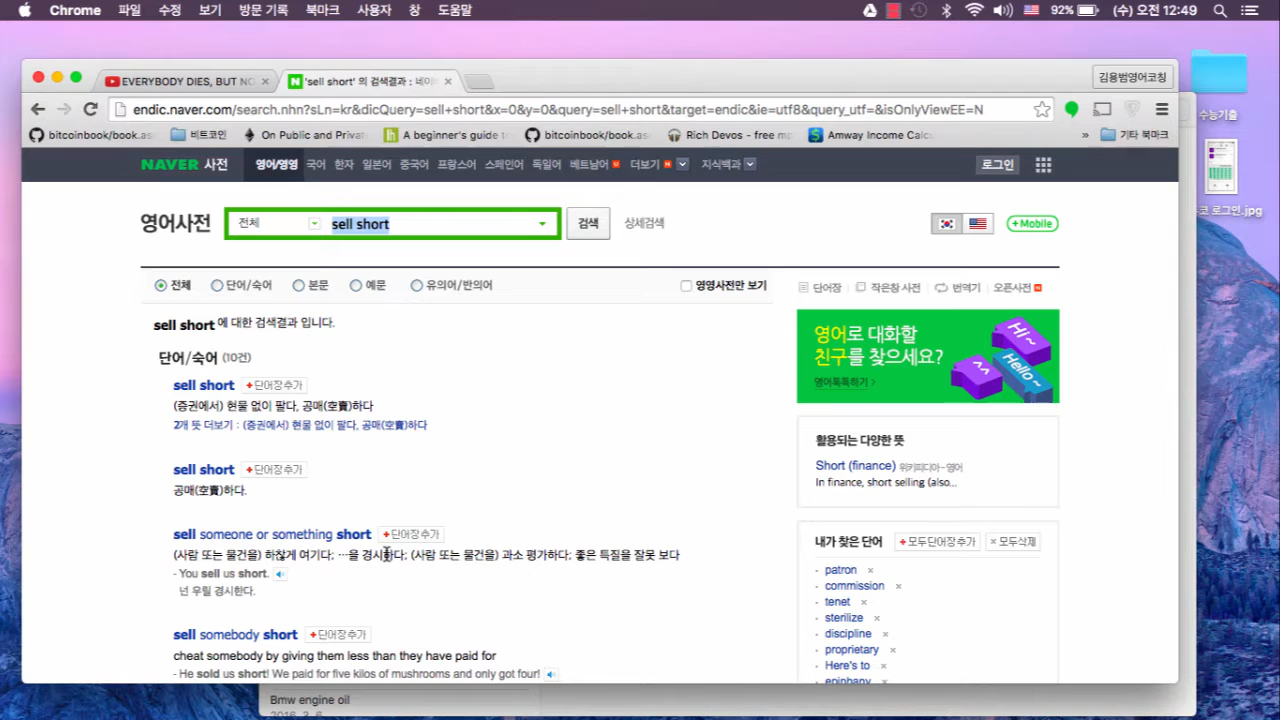 Chrome 파일 수정 보기 방문 기록 북마크 사용자 창 도움말 92% (수) 오전 12:49
EVERYBODY DIES, BUT NO
'sell short' 의 검색결과 : 네이
김용범영어코칭
endic.naver.com/search.nhn?sLn=kr&dicQuery=sell+short&x=0&y=0&query=sell+short&target=endic&ie=utf8&query_utf=&isOnlyViewEE=N
bitcoinbook/book.as 비트코인 On Public and Privat A beginner's guide t bitcoinbook/book.as Rich Devos - free m Amway Income Calc » 기타 북마크
NAVER 사전 영어/영영 국어 한자 일본어 중국어 프랑스어 스페인어 독일어 베트남어 더보기 지식백과 로그인
영어사전 전체 sell short 검색 상세검색 +Mobile
전체 단어/숙어 본문 예문 유의어/반의어 영영사전만 보기
단어장 작은창 사전 번역기 오픈사전
sell short 에 대한 검색결과 입니다.
단어/숙어 (10건)
sell short +단어장추가
(증권에서) 현물 없이 팔다, 공매(空賣)하다
2개 뜻 더보기 : (증권에서) 현물 없이 팔다, 공매(空賣)하다
sell short +단어장추가
공매(空賣)하다.
sell someone or something short +단어장추가
(사람 또는 물건을) 하찮게 여기다; …을 경시하다; (사람 또는 물건을) 과소 평가하다; 좋은 특질을 잘못 보다
- You sell us short.
넌 우릴 경시한다.
sell somebody short +단어장추가
cheat somebody by giving them less than they have paid for
- He sold us short! We paid for five kilos of mushrooms and only got four!
영어로 대화할
친구를 찾으세요?
영어톡톡하기 >
Hi~
^^
Hello~
활용되는 다양한 뜻
Short (finance) 위키피디아-영어
In finance, short selling (also...
내가 찾은 단어 +모두단어장추가 ×모두삭제
patron ×
commission ×
tenet ×
sterilize ×
discipline ×
proprietary ×
Here's to ×
epiphany ×
수능기출
로그인.jpg
Bmw engine oil
2016. 3. 6.